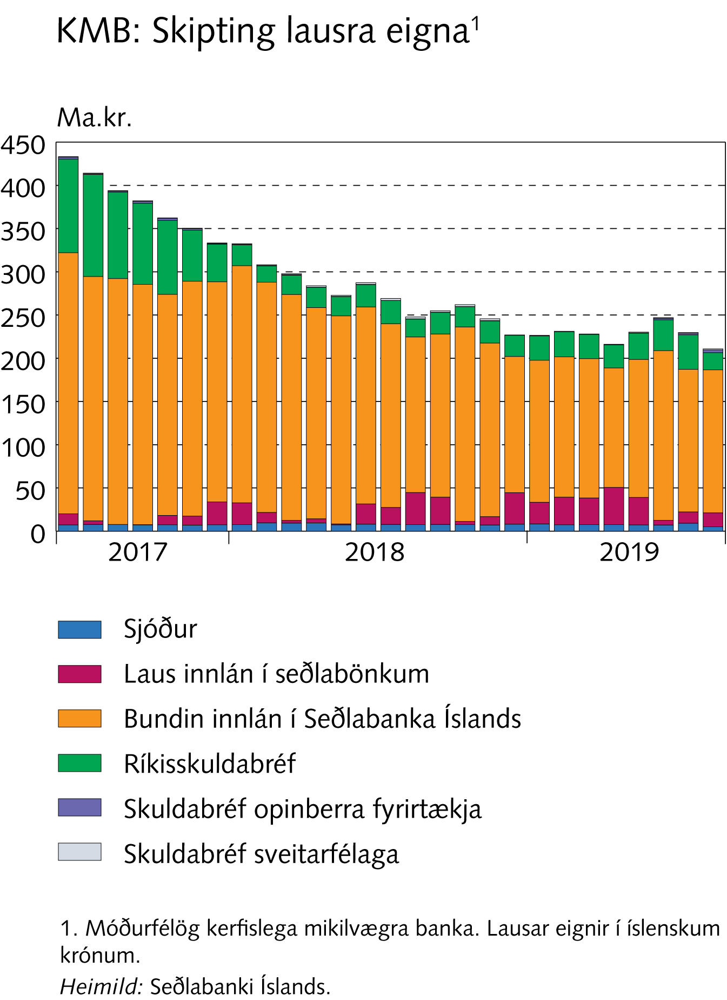 KMB: Skipting lausra eigna¹
Ma.kr.
450
400
350
300
250
200
150
100
50
0
2017 2018 2019
Sjóður
Laus innlán í seðlabönkum
Bundin innlán í Seðlabanka Íslands
Ríkisskuldabréf
Skuldabréf opinberra fyrirtækja
Skuldabréf sveitarfélaga
1. Móðurfélög kerfislega mikilvægra banka. Lausar eignir í íslenskum
krónum.
Heimild: Seðlabanki Íslands.